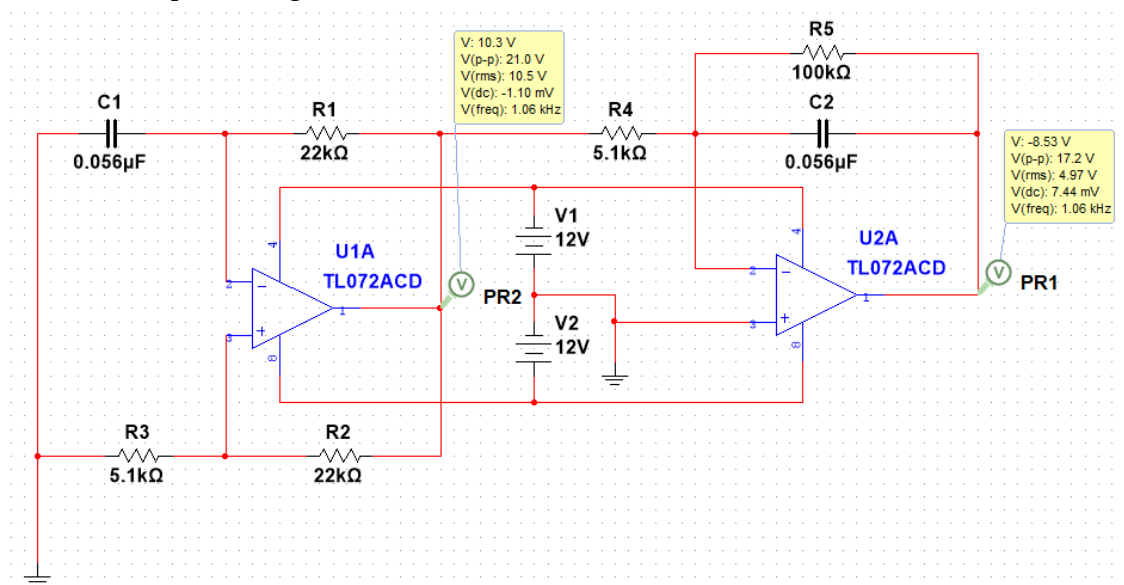 R5
100kΩ
V: 10.3 V
V(p-p): 21.0 V
V(rms): 10.5 V
V(dc): -1.10 mV
V(freq): 1.06 kHz
C1
0.056µF
R1
22kΩ
R4
5.1kΩ
C2
0.056µF
V: -8.53 V
V(p-p): 17.2 V
V(rms): 4.97 V
V(dc): 7.44 mV
V(freq): 1.06 kHz
4
V1
12V
4
U1A
TL072ACD
U2A
TL072ACD
2
V
PR2
1
3
8
V2
12V
2
V
PR1
1
3
8
R3
5.1kΩ
R2
22kΩ